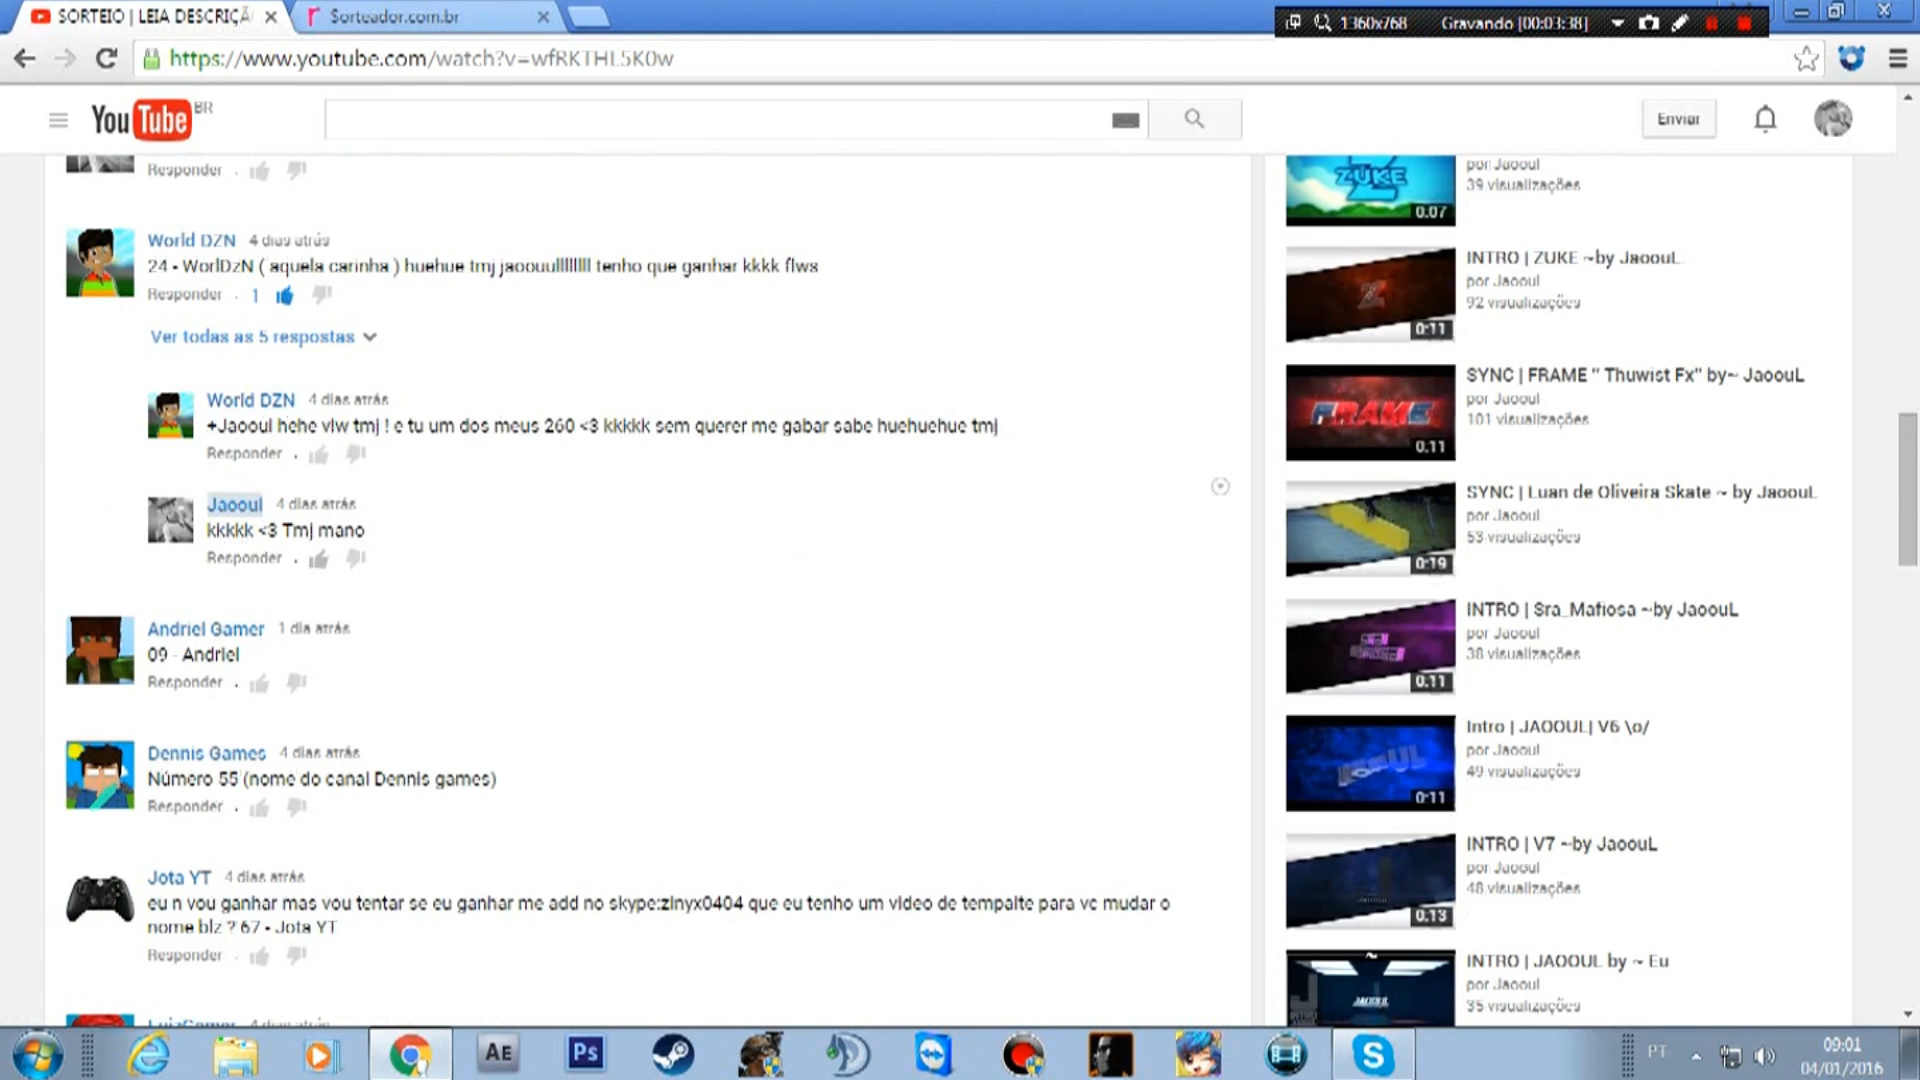 SORTEIO | LEIA DESCRIÇÃ
Sorteador.com.br
1360x768
Gravando [00:03:38]
https://www.youtube.com/watch?v=wfRKTHL5K0w
YouTube BR
Enviar
Responder
World DZN 4 dias atrás
24 - WorlDzN ( aquela carinha ) huehue tmj jaoouullllllll tenho que ganhar kkkk flws
Responder 1
Ver todas as 5 respostas
World DZN 4 dias atrás
+Jaooul hehe vlw tmj ! e tu um dos meus 260 <3 kkkkk sem querer me gabar sabe huehuehue tmj
Responder
Jaooul 4 dias atrás
kkkkk <3 Tmj mano
Responder
Andriel Gamer 1 dia atrás
09 - Andriel
Responder
Dennis Games 4 dias atrás
Número 55 (nome do canal Dennis games)
Responder
Jota YT 4 dias atrás
eu n vou ganhar mas vou tentar se eu ganhar me add no skype:zinyx0404 que eu tenho um video de tempalte para vc mudar o
nome blz ? 67 - Jota YT
Responder
LuizGamer 4 dias atrás
ZUKE
0:07
por Jaooul
39 visualizações
Z
0:11
INTRO | ZUKE ~by JaoouL
por Jaooul
92 visualizações
FRAME
0:11
SYNC | FRAME " Thuwist Fx" by~ JaoouL
por Jaooul
101 visualizações
0:19
SYNC | Luan de Oliveira Skate ~ by JaoouL
por Jaooul
53 visualizações
0:11
INTRO | Sra_Mafiosa ~by JaoouL
por Jaooul
38 visualizações
JAOOUL
0:11
Intro | JAOOUL| V6 \o/
por Jaooul
49 visualizações
0:13
INTRO | V7 ~by JaoouL
por Jaooul
48 visualizações
JAOOUL
INTRO | JAOOUL by ~ Eu
por Jaooul
35 visualizações
AE
Ps
S
PT
09:01
04/01/2016